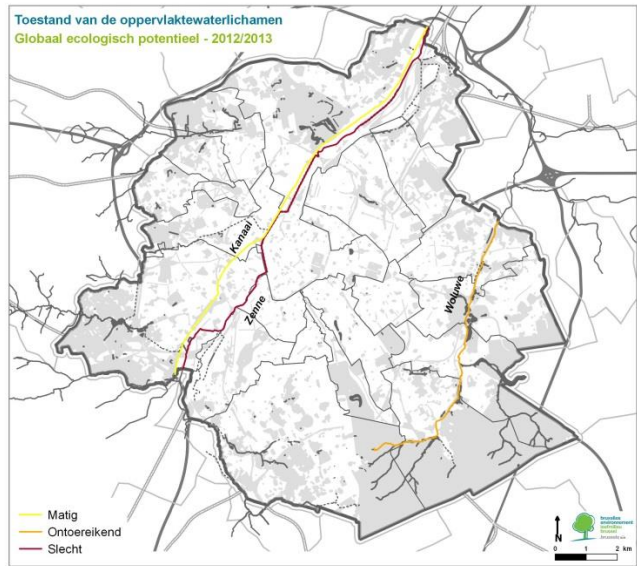 Toestand van de oppervlaktewaterlichamen
Globaal ecologisch potentieel - 2012/2013
Kanaal
Zenne
Woluwe
Matig
Ontoereikend
Slecht
N
0 1 2 km